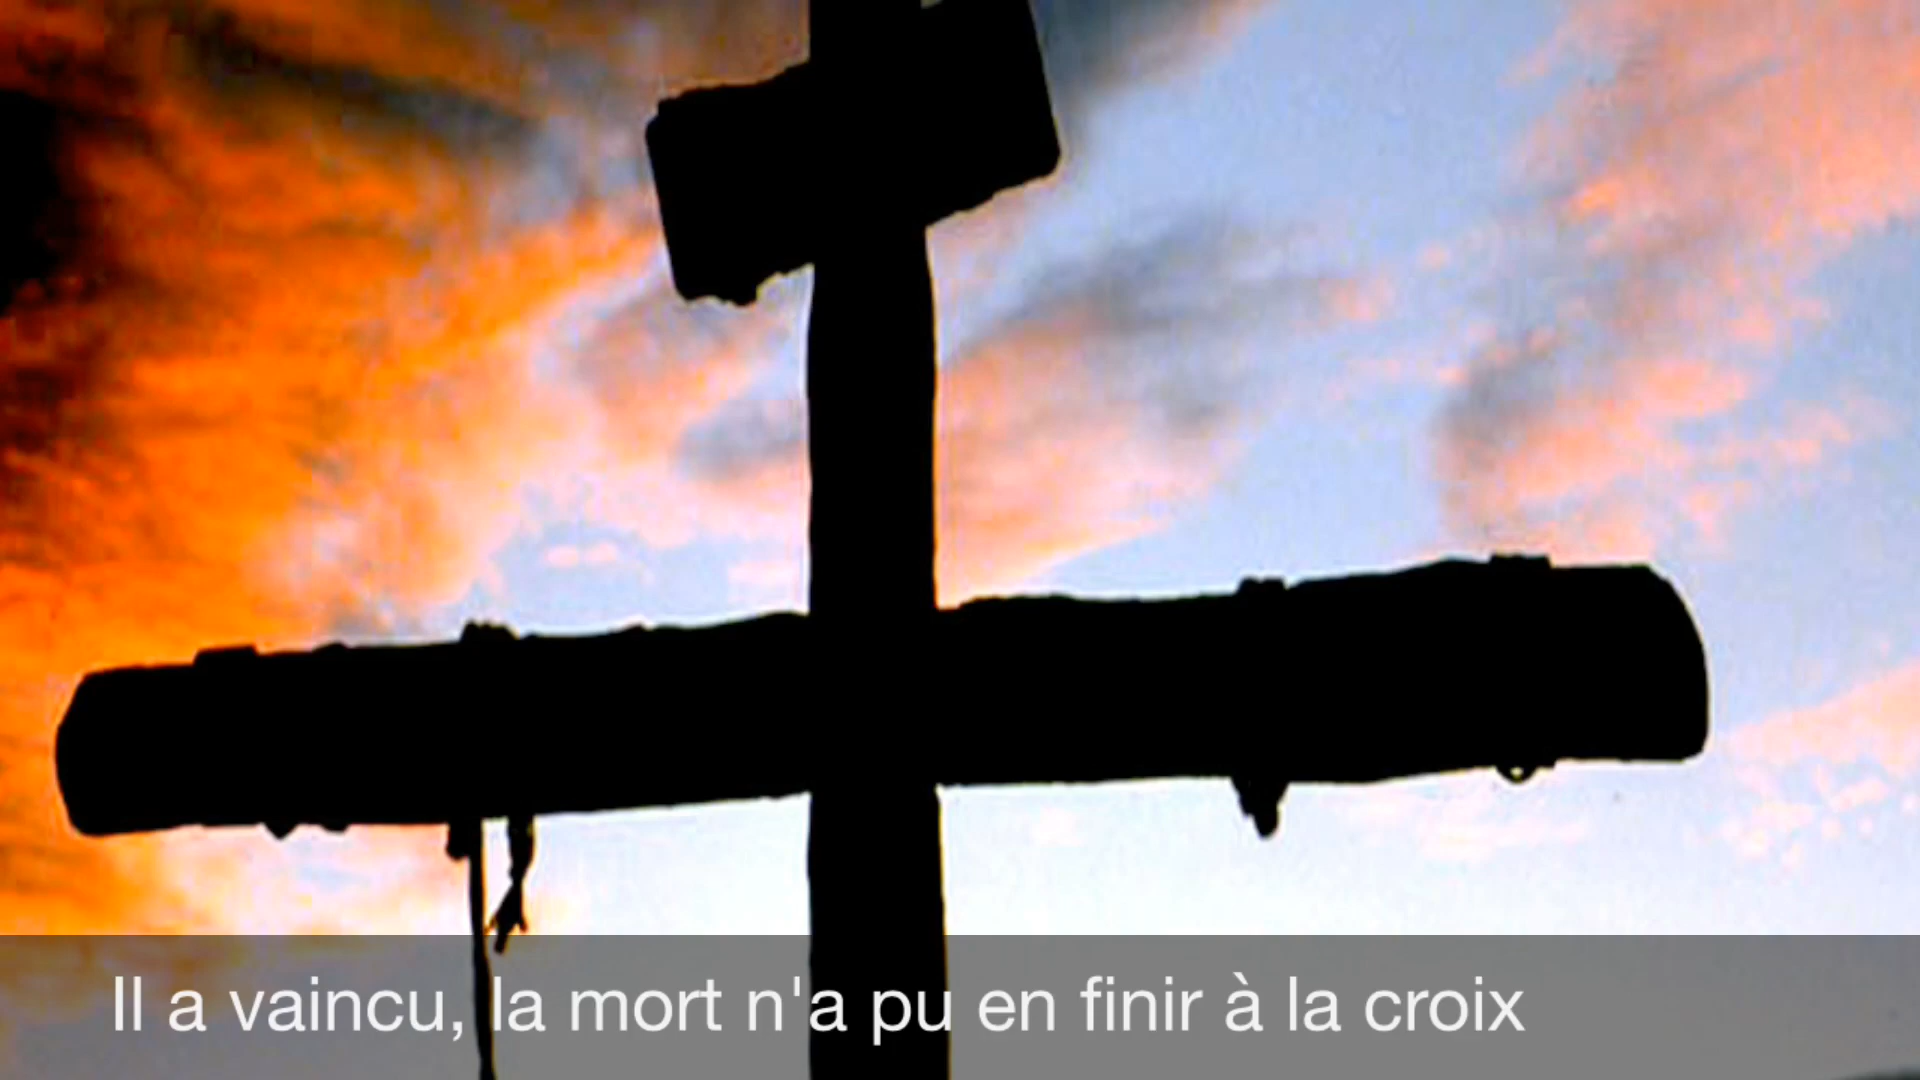 Il a vaincu, la mort n'a pu en finir à la croix